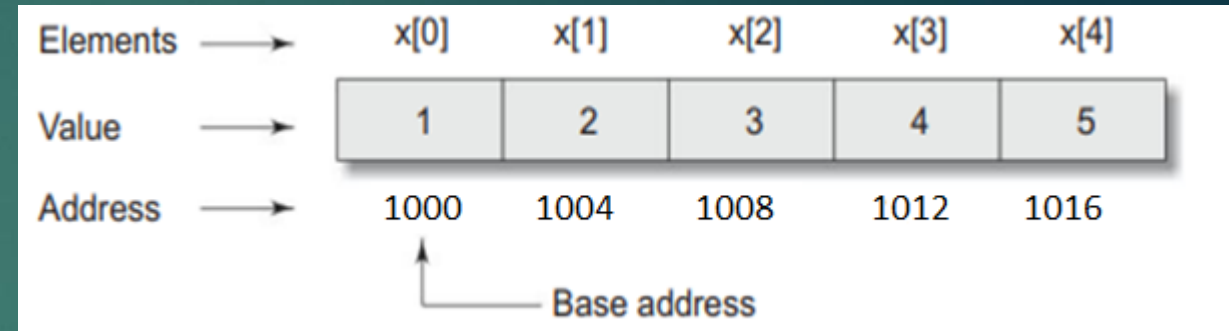 Elements x[0] x[1] x[2] x[3] x[4]
Value 1 2 3 4 5
Address 1000 1004 1008 1012 1016
Base address